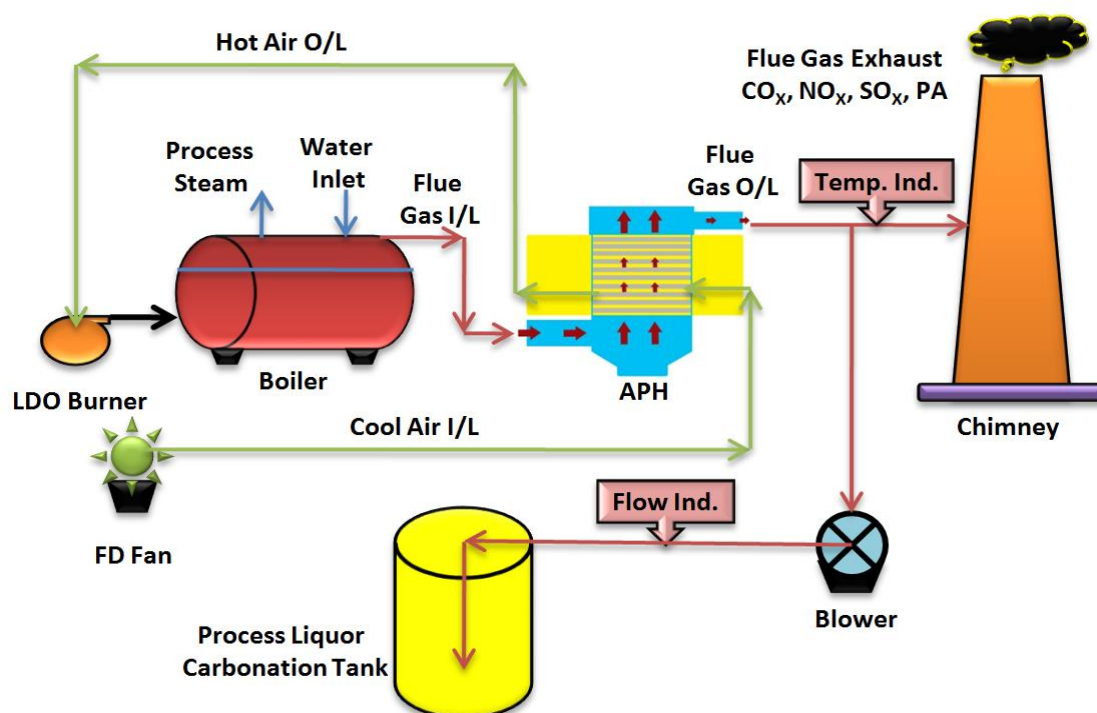 Hot Air O/L
Flue Gas Exhaust
COX, NOX, SOX, PA
Process
Steam
Water
Inlet
Flue
Gas I/L
Flue
Gas O/L
Temp. Ind.
LDO Burner
Boiler
APH
Chimney
Cool Air I/L
FD Fan
Flow Ind.
Blower
Process Liquor
Carbonation Tank